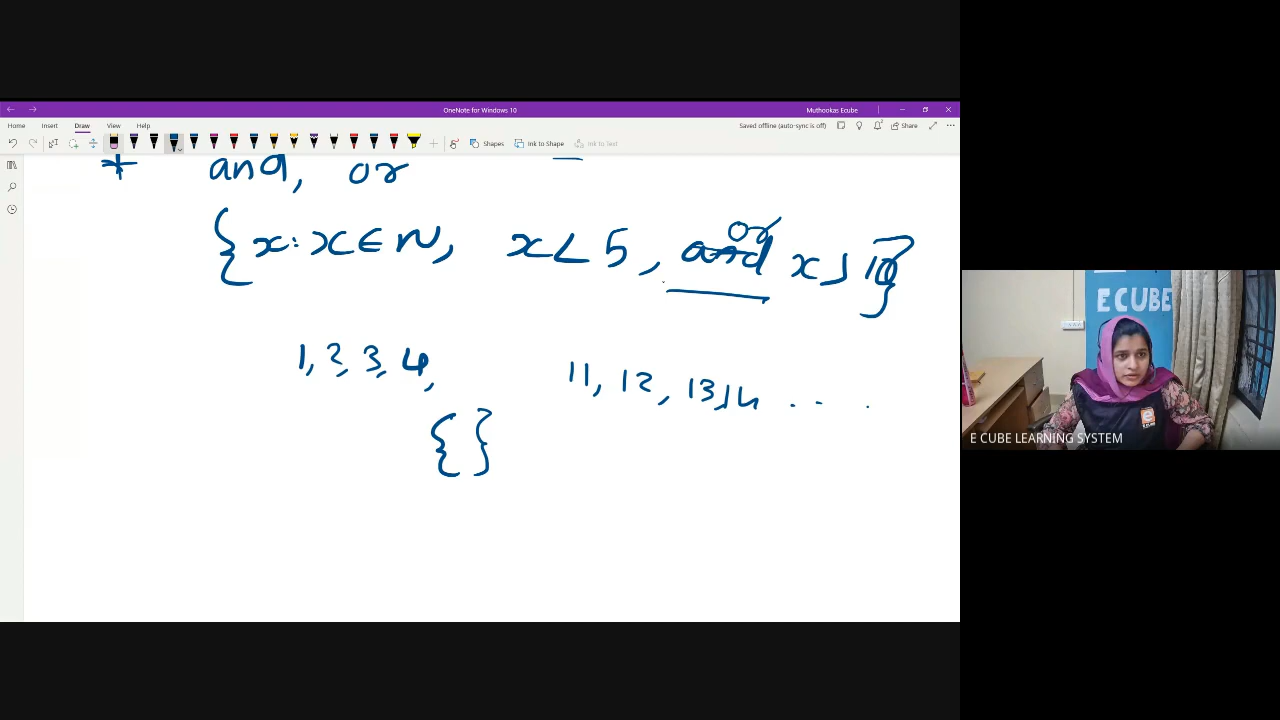 OneNote for Windows 10
Muthookas Ecube
Home Insert Draw View Help
Saved offline (auto-sync is off)
Share
Shapes
Ink to Shape
Ink to Text
* and, or
or
{x: x∈N, x<5, and x> 10}
1, 2, 3, 4, 11, 12, 13, 14 . . . .
{ }
E CUBE
E CUBE LEARNING SYSTEM